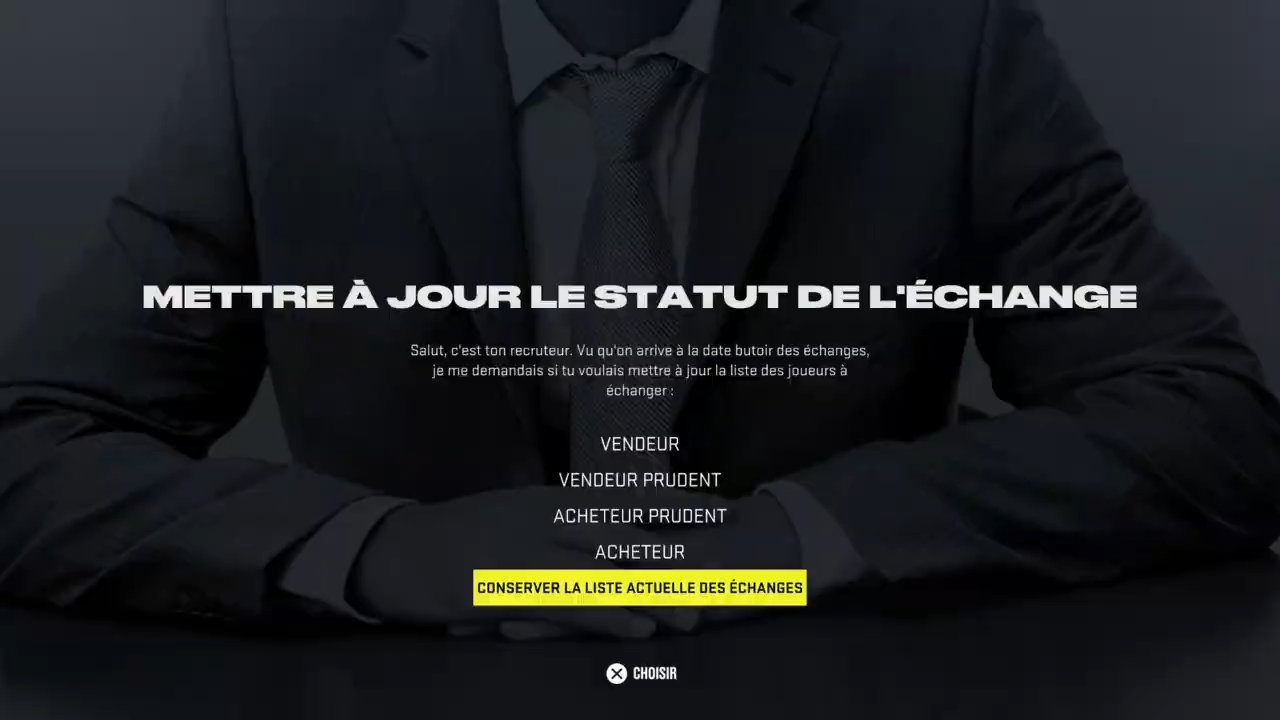 METTRE À JOUR LE STATUT DE L'ÉCHANGE
Salut, c'est ton recruteur. Vu qu'on arrive à la date butoir des échanges,
je me demandais si tu voulais mettre à jour la liste des joueurs à
échanger :
VENDEUR
VENDEUR PRUDENT
ACHETEUR PRUDENT
ACHETEUR
CONSERVER LA LISTE ACTUELLE DES ÉCHANGES
CHOISIR